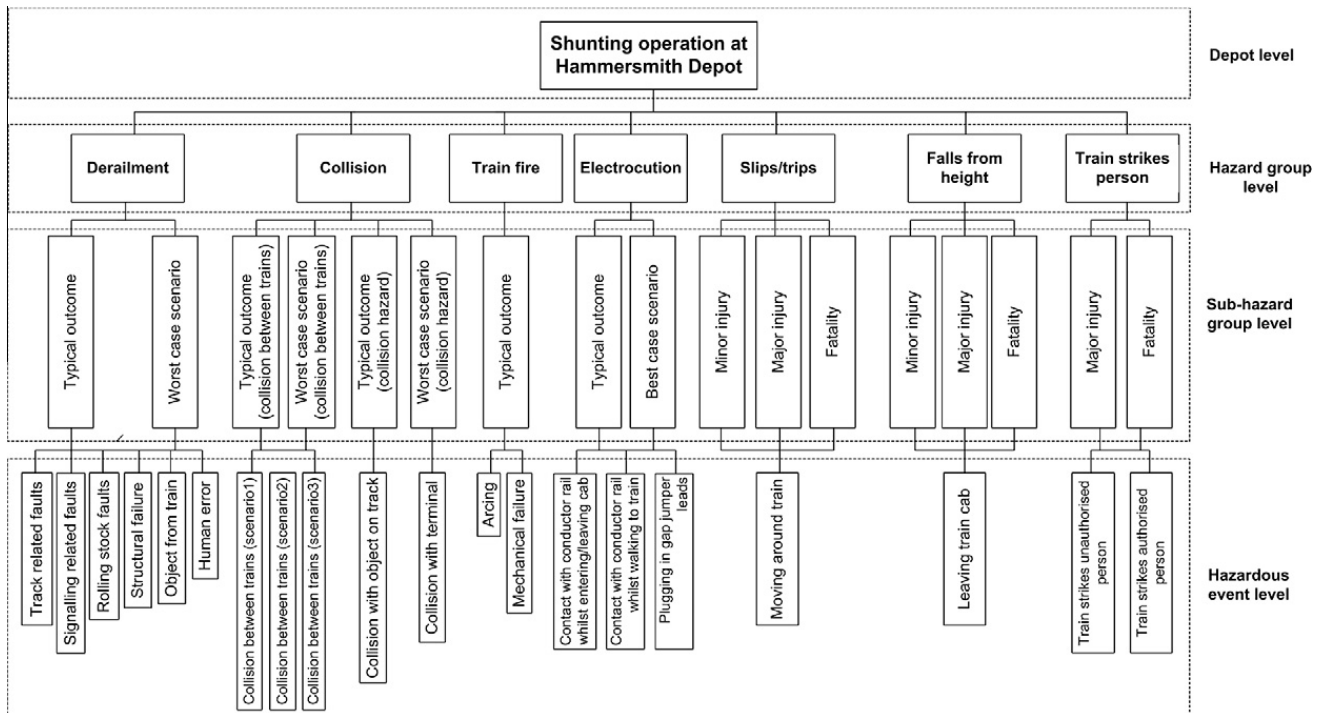 Shunting operation at
Hammersmith Depot
Depot level
Derailment
Collision
Train fire
Electrocution
Slips/trips
Falls from
height
Train strikes
person
Hazard group
level
Typical outcome
Worst case scenario
Typical outcome
(collision between trains)
Worst case scenario
(collision between trains)
Typical outcome
(collision hazard)
Worst case scenario
(collision hazard)
Typical outcome
Typical outcome
Best case scenario
Minor injury
Major injury
Fatality
Minor injury
Major injury
Fatality
Major injury
Fatality
Sub-hazard
group level
Track related faults
Signalling related faults
Rolling stock faults
Structural failure
Object from train
Human error
Collision between trains (scenario1)
Collision between trains (scenario2)
Collision between trains (scenario3)
Collision with object on track
Collision with terminal
Arcing
Mechanical failure
Contact with conductor rail
whilst entering/leaving cab
Contact with conductor rail
whilst walking to train
Plugging in gap jumper
leads
Moving around train
Leaving train cab
Train strikes unauthorised
person
Train strikes authorised
person
Hazardous
event level